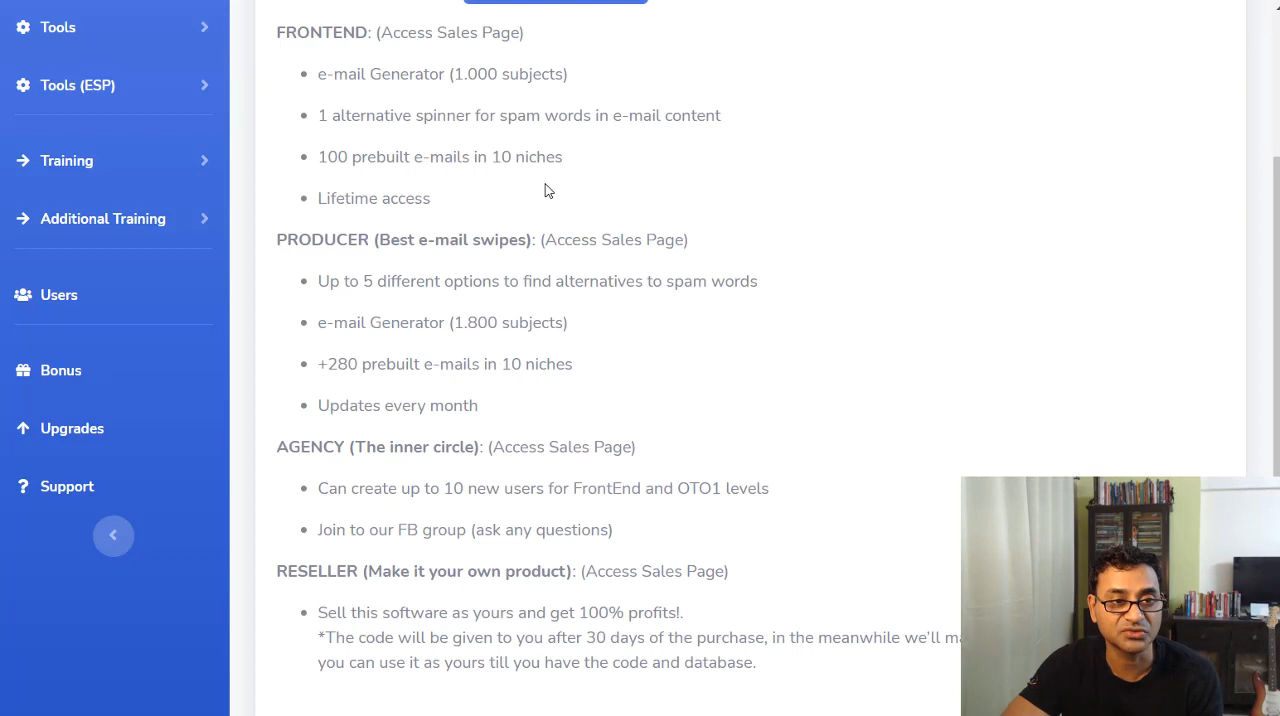 Tools
Tools (ESP)
Training
Additional Training
Users
Bonus
Upgrades
Support
FRONTEND: (Access Sales Page)
e-mail Generator (1.000 subjects)
1 alternative spinner for spam words in e-mail content
100 prebuilt e-mails in 10 niches
Lifetime access
PRODUCER (Best e-mail swipes): (Access Sales Page)
Up to 5 different options to find alternatives to spam words
e-mail Generator (1.800 subjects)
+280 prebuilt e-mails in 10 niches
Updates every month
AGENCY (The inner circle): (Access Sales Page)
Can create up to 10 new users for FrontEnd and OTO1 levels
Join to our FB group (ask any questions)
RESELLER (Make it your own product): (Access Sales Page)
Sell this software as yours and get 100% profits!.
*The code will be given to you after 30 days of the purchase, in the meanwhile we'll
you can use it as yours till you have the code and database.